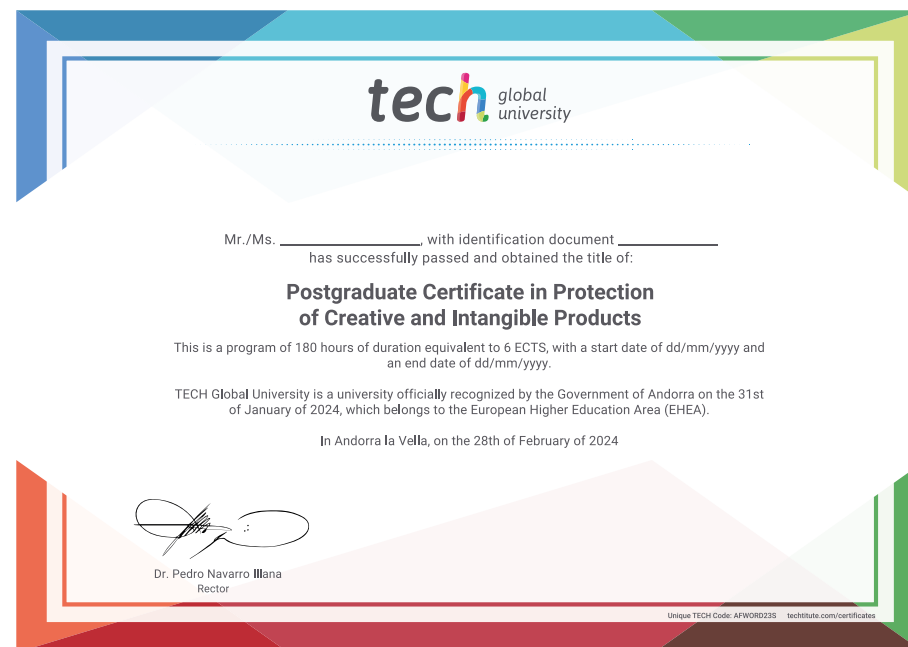 tech global university
Mr./Ms. ____________, with identification document ____________
has successfully passed and obtained the title of:
Postgraduate Certificate in Protection
of Creative and Intangible Products
This is a program of 180 hours of duration equivalent to 6 ECTS, with a start date of dd/mm/yyyy and
an end date of dd/mm/yyyy.
TECH Global University is a university officially recognized by the Government of Andorra on the 31st
of January of 2024, which belongs to the European Higher Education Area (EHEA).
In Andorra la Vella, on the 28th of February of 2024
Dr. Pedro Navarro Illana
Rector
Unique TECH Code: AFWORD23S techtitute.com/certificates